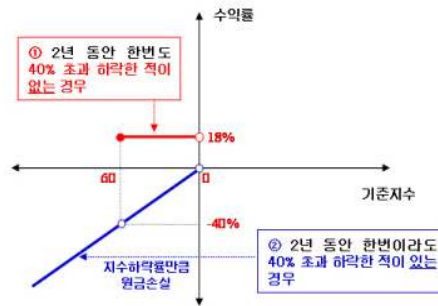 수익률
① 2년 동안 한번도
40% 초과 하락한 적이
없는 경우
18%
60
0
기준지수
-40%
지수하락률만큼
원금손실
② 2년 동안 한번이라도
40% 초과 하락한 적이 있는
경우